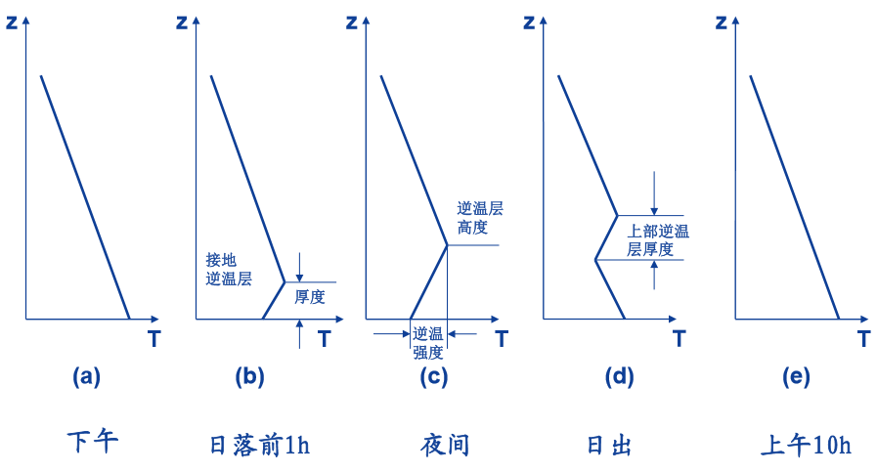 z
z
z
z
z
逆温层
高度
上部逆温
层厚度
接地
逆温层
厚度
T
T
逆温
强度
T
T
T
(a)
(b)
(c)
(d)
(e)
下午
日落前1h
夜间
日出
上午10h